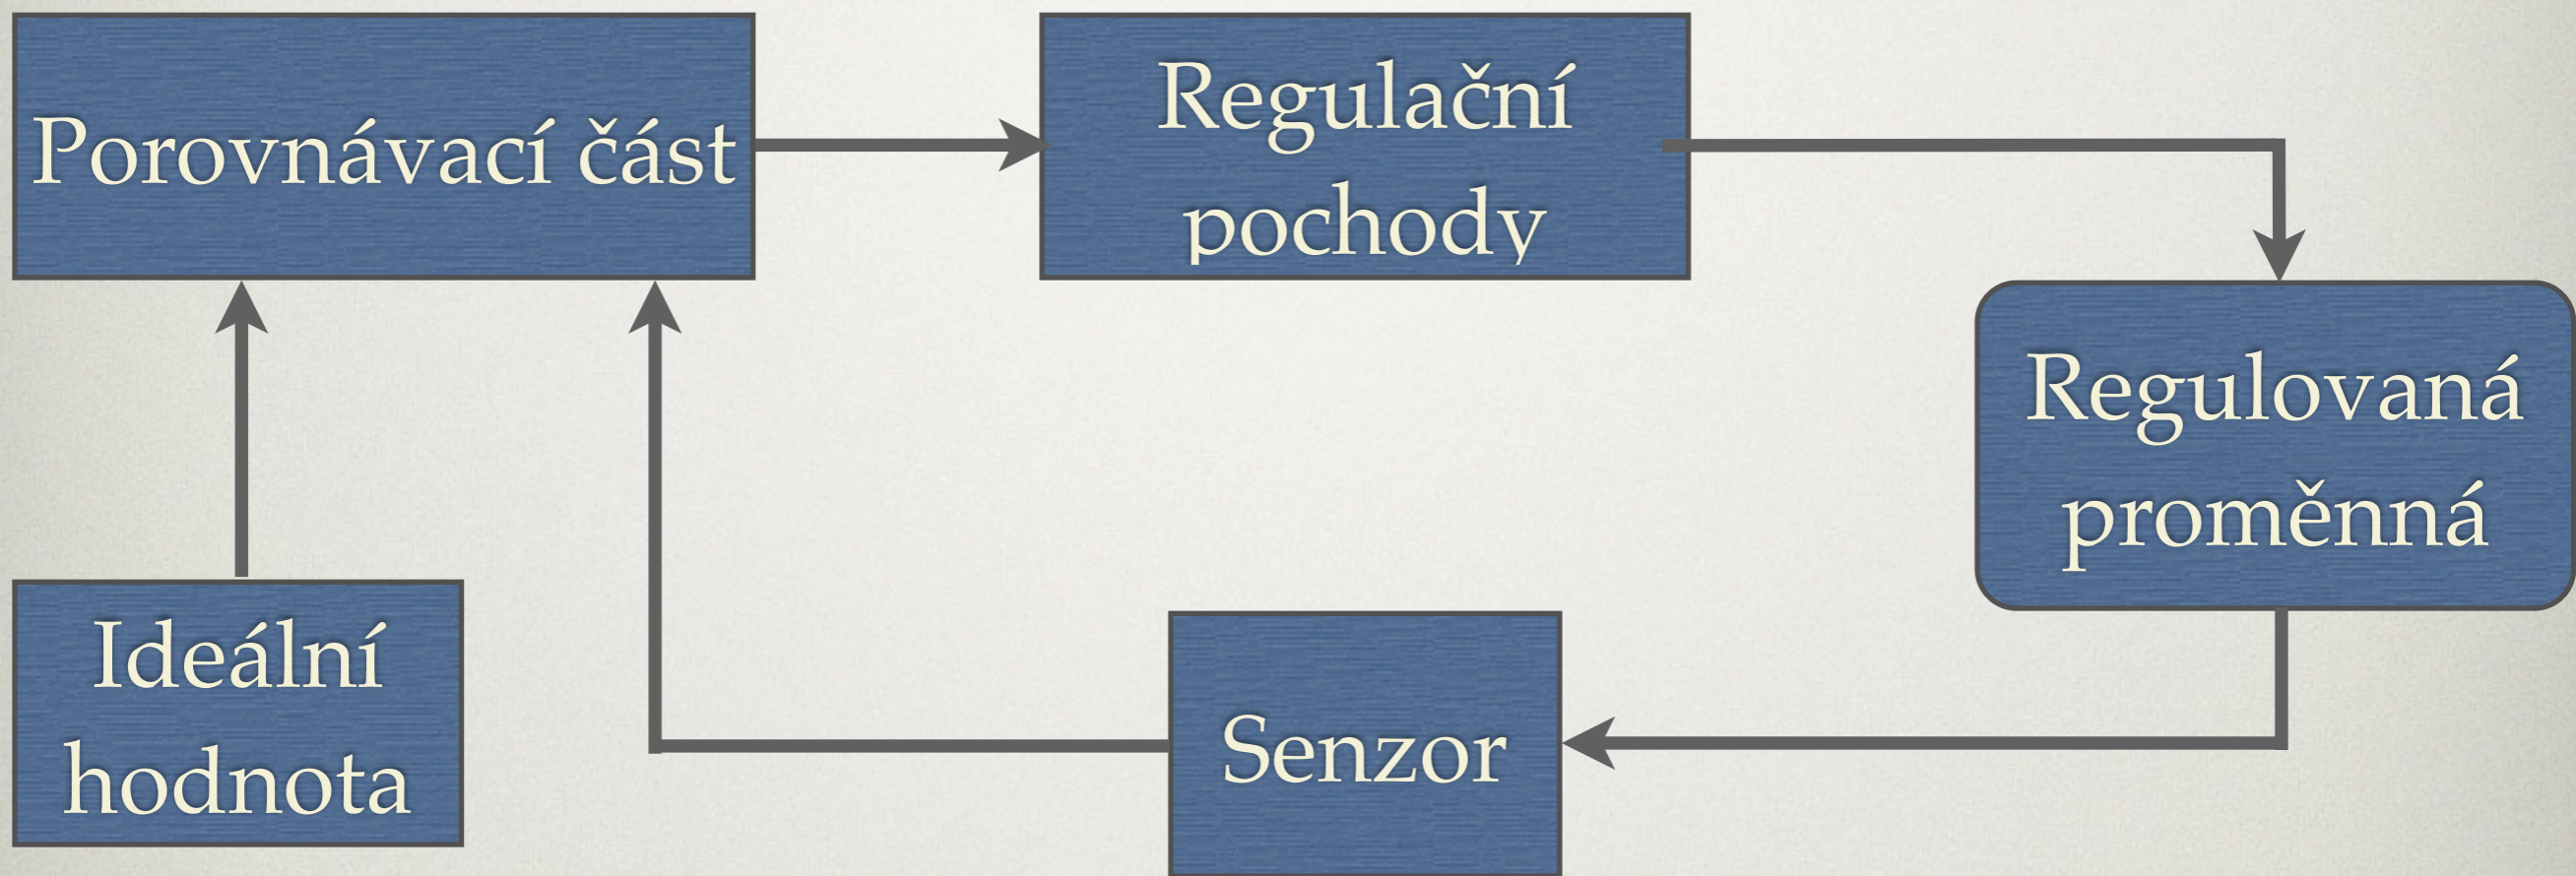 Porovnávací část
Regulační
pochody
Regulovaná
proměnná
Ideální
hodnota
Senzor